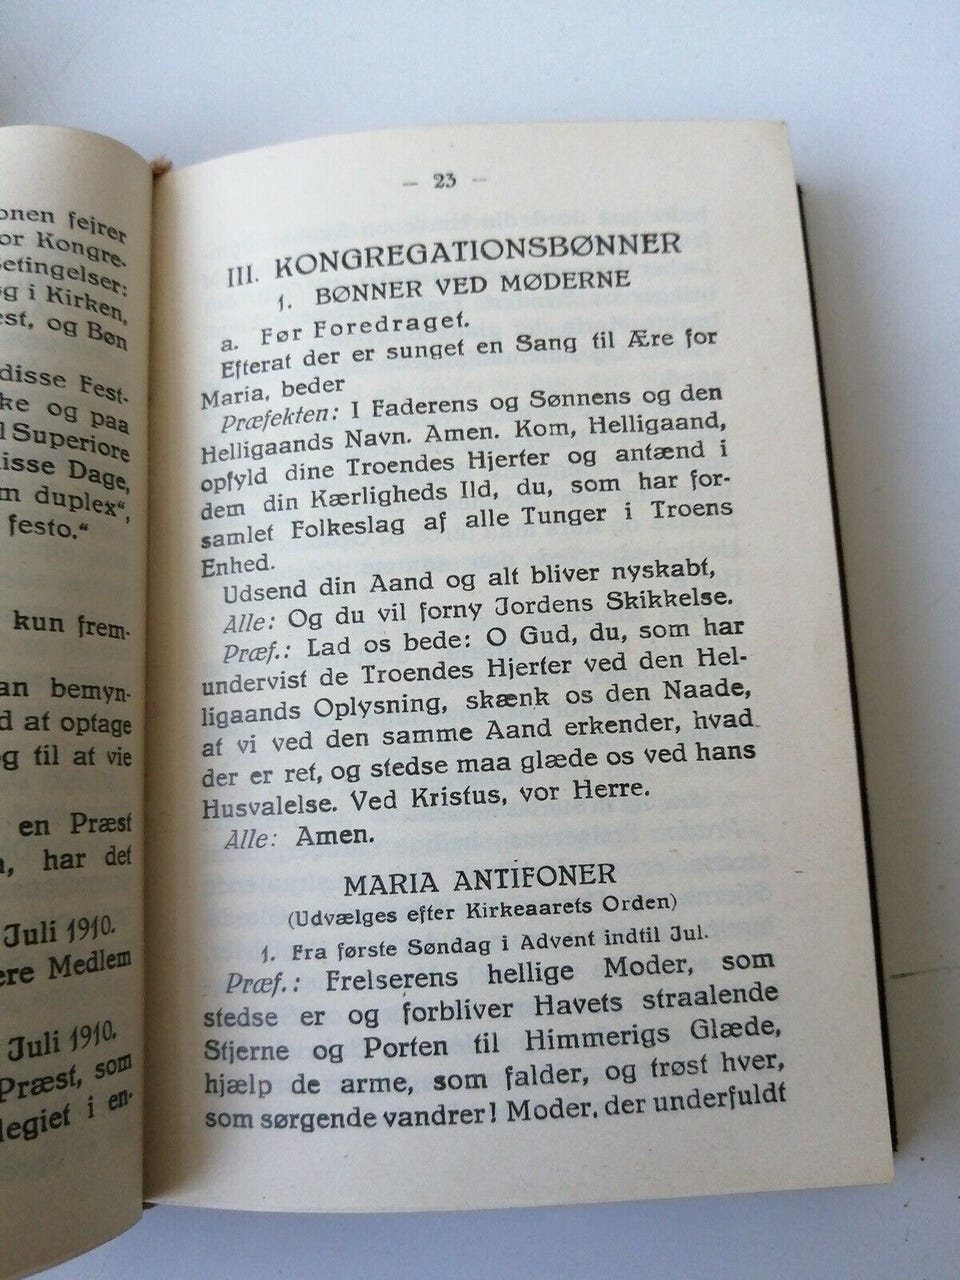 onen fejrer
or Kongre-
Betingelser:
og i Kirken,
est, og Bøn
disse Fest-
ke og paa
l Superiore
disse Dage,
m duplex“,
festo.“
kun frem-
an bemyn-
d at optage
og til at vie
en Præst
n, har det
Juli 1910.
ere Medlem
Juli 1910.
Præst, som
legiet i en-
— 23 —
III. KONGREGATIONSBØNNER
1. BØNNER VED MØDERNE
a. Før Foredraget.
Efterat der er sunget en Sang til Ære for
Maria, beder
Præfekten: I Faderens og Sønnens og den
Helligaands Navn. Amen. Kom, Helligaand,
opfyld dine Troendes Hjerter og antænd i
dem din Kærligheds Ild, du, som har for-
samlet Folkeslag af alle Tunger i Troens
Enhed.
Udsend din Aand og alt bliver nyskabt,
Alle: Og du vil forny Jordens Skikkelse.
Præf.: Lad os bede: O Gud, du, som har
undervist de Troendes Hjerter ved den Hel-
ligaands Oplysning, skænk os den Naade,
at vi ved den samme Aand erkender, hvad
der er ret, og stedse maa glæde os ved hans
Husvalelse. Ved Kristus, vor Herre.
Alle: Amen.
MARIA ANTIFONER
(Udvælges efter Kirkeaarets Orden)
1. Fra første Søndag i Advent indtil Jul.
Præf.: Frelserens hellige Moder, som
stedse er og forbliver Havets straalende
Stjerne og Porten til Himmerigs Glæde,
hjælp de arme, som falder, og trøst hver,
som sørgende vandrer! Moder, der underfuldt